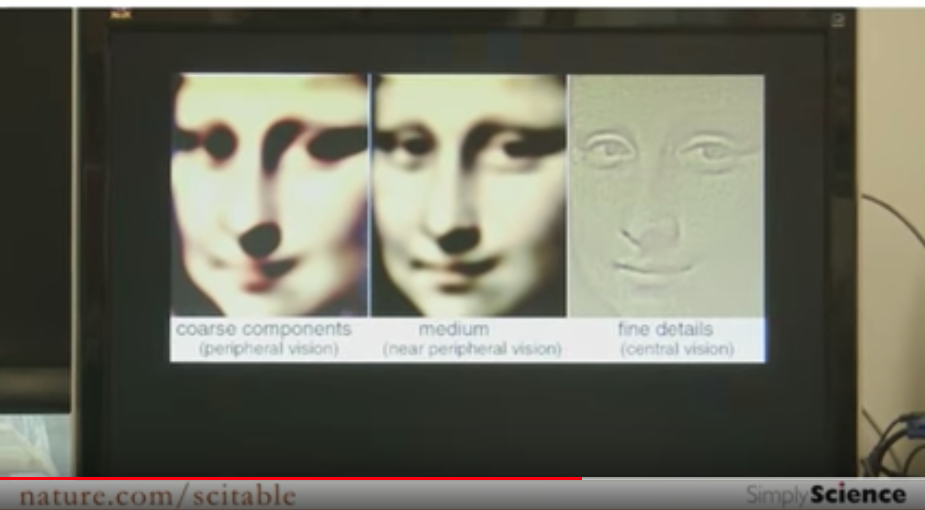 coarse components
(peripheral vision)
medium
(near peripheral vision)
fine details
(central vision)
nature.com/scitable
SimplyScience